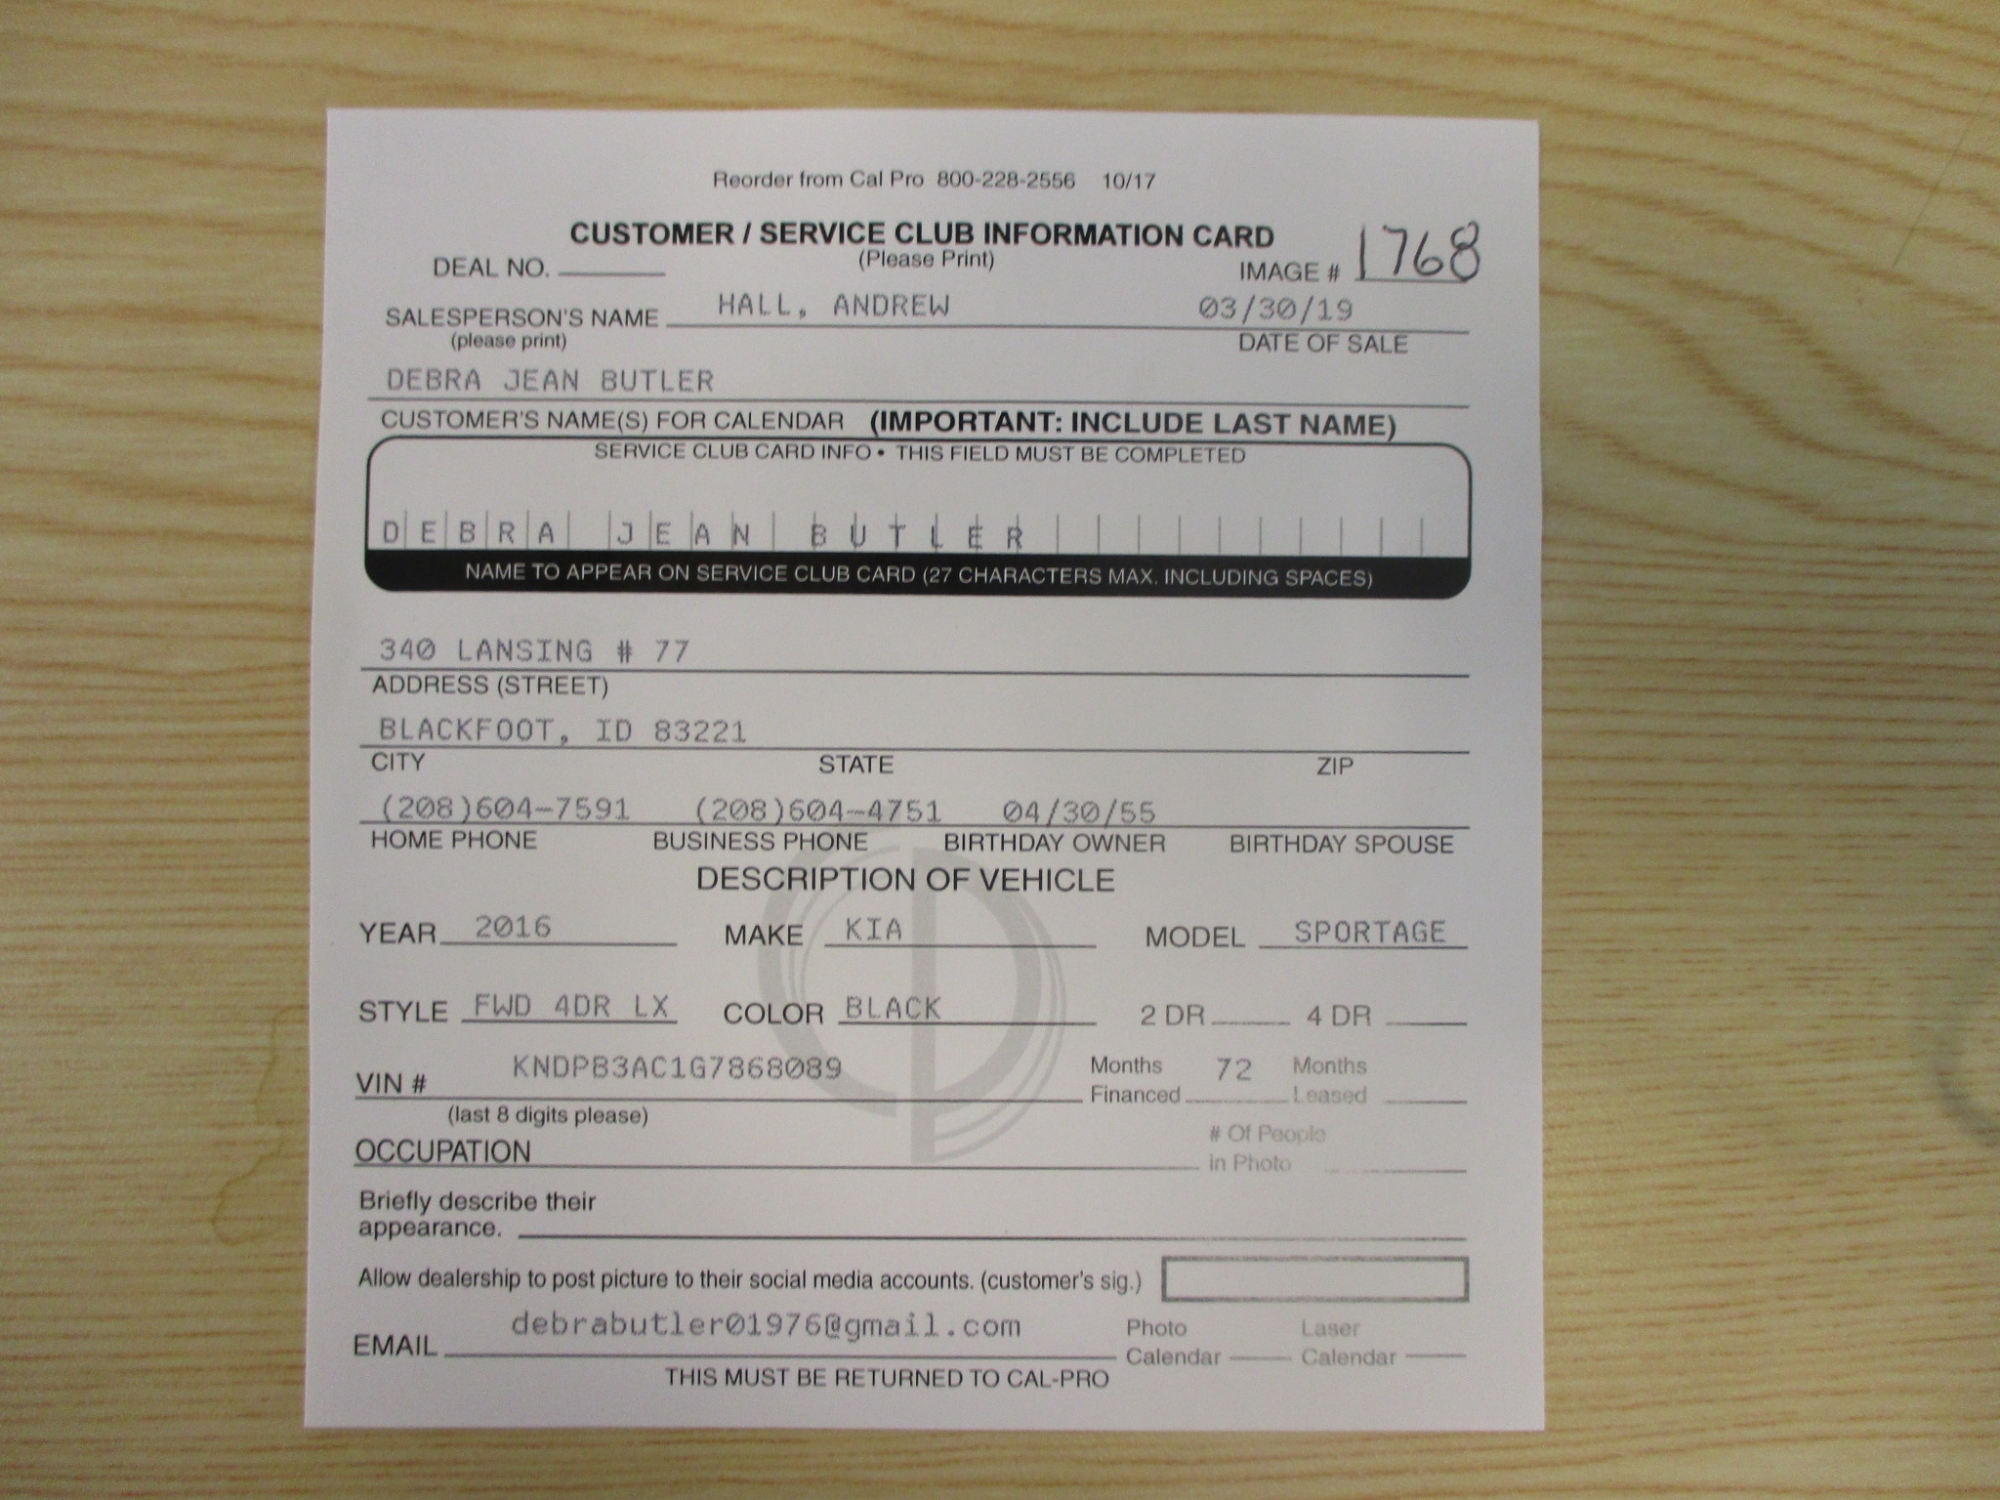 Reorder from Cal Pro 800-228-2556 10/17
CUSTOMER / SERVICE CLUB INFORMATION CARD
(Please Print)
DEAL NO.
IMAGE # 1768
SALESPERSON'S NAME HALL, ANDREW 03/30/19
(please print) DATE OF SALE
DEBRA JEAN BUTLER
CUSTOMER'S NAME(S) FOR CALENDAR (IMPORTANT: INCLUDE LAST NAME)
SERVICE CLUB CARD INFO • THIS FIELD MUST BE COMPLETED
DEBRA JEAN BUTLER
NAME TO APPEAR ON SERVICE CLUB CARD (27 CHARACTERS MAX. INCLUDING SPACES)
340 LANSING # 77
ADDRESS (STREET)
BLACKFOOT, ID 83221
CITY STATE ZIP
(208)604-7591 (208)604-4751 04/30/55
HOME PHONE BUSINESS PHONE BIRTHDAY OWNER BIRTHDAY SPOUSE
DESCRIPTION OF VEHICLE
YEAR 2016 MAKE KIA MODEL SPORTAGE
STYLE FWD 4DR LX COLOR BLACK 2 DR 4 DR
VIN # KNDPB3AC1G7868089 Months Financed 72 Months Leased
(last 8 digits please)
OCCUPATION # Of People in Photo
Briefly describe their
appearance.
Allow dealership to post picture to their social media accounts. (customer's sig.)
EMAIL debrabutler01976@gmail.com Photo Calendar Laser Calendar
THIS MUST BE RETURNED TO CAL-PRO